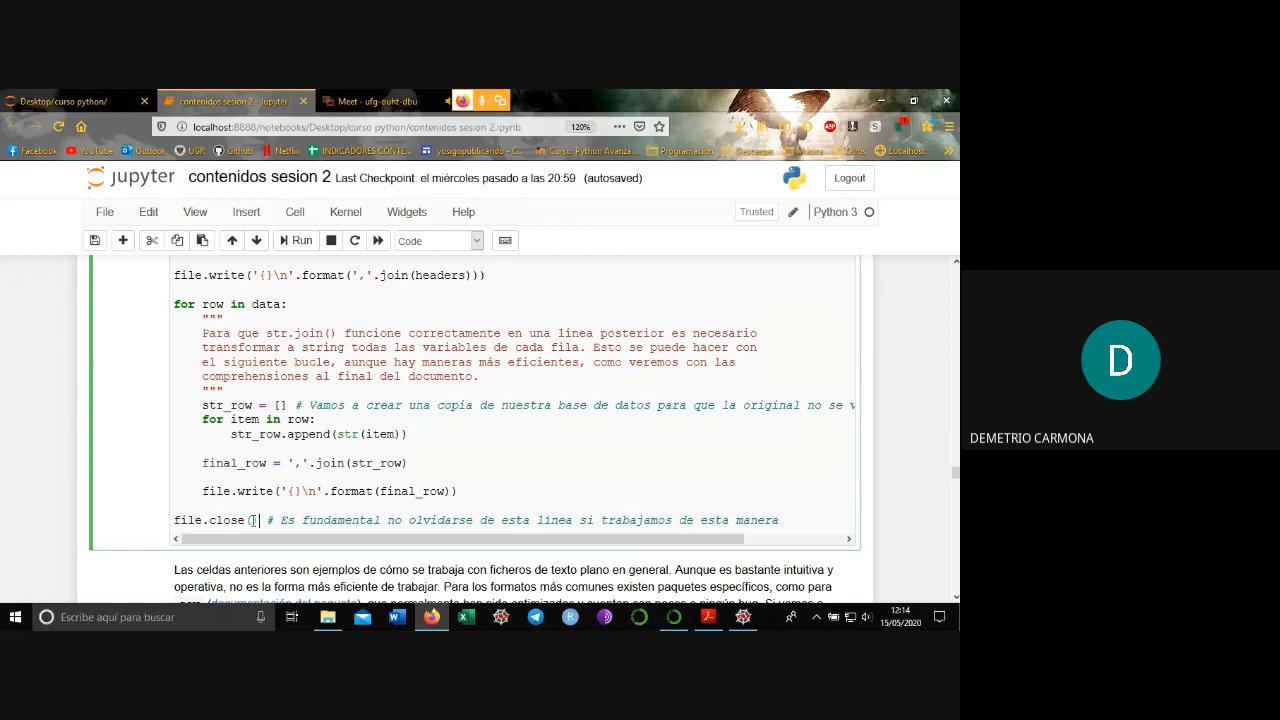 Desktop/curso python/
contenidos sesion 2 - Jupyter
Meet - ufg-ouht-dbu
localhost:8888/notebooks/Desktop/curso python/contenidos sesion 2.ipynb
120%
ABP
S
Facebook
YouTube
Outlook
UGR
Github
Netflix
INDICADORES CONTE...
yosigopublicando - C...
Curso: Python Avanza...
Programación
Descargas
Música
Otros
Localhost
jupyter contenidos sesion 2 Last Checkpoint: el miércoles pasado a las 20:59 (autosaved)
Logout
File Edit View Insert Cell Kernel Widgets Help
Trusted
Python 3
Run
Code
file.write('{}\n'.format(','.join(headers)))
for row in data:
"""
Para que str.join() funcione correctamente en una línea posterior es necesario
transformar a string todas las variables de cada fila. Esto se puede hacer con
el siguiente bucle, aunque hay maneras más eficientes, como veremos con las
comprehensiones al final del documento.
"""
str_row = [] # Vamos a crear una copia de nuestra base de datos para que la original no se v
for item in row:
str_row.append(str(item))
final_row = ','.join(str_row)
file.write('{}\n'.format(final_row))
file.close() # Es fundamental no olvidarse de esta línea si trabajamos de esta manera
Las celdas anteriores son ejemplos de cómo se trabaja con ficheros de texto plano en general. Aunque es bastante intuitiva y
operativa, no es la forma más eficiente de trabajar. Para los formatos más comunes existen paquetes específicos, como para
Escribe aquí para buscar
12:14
15/05/2020
D
DEMETRIO CARMONA